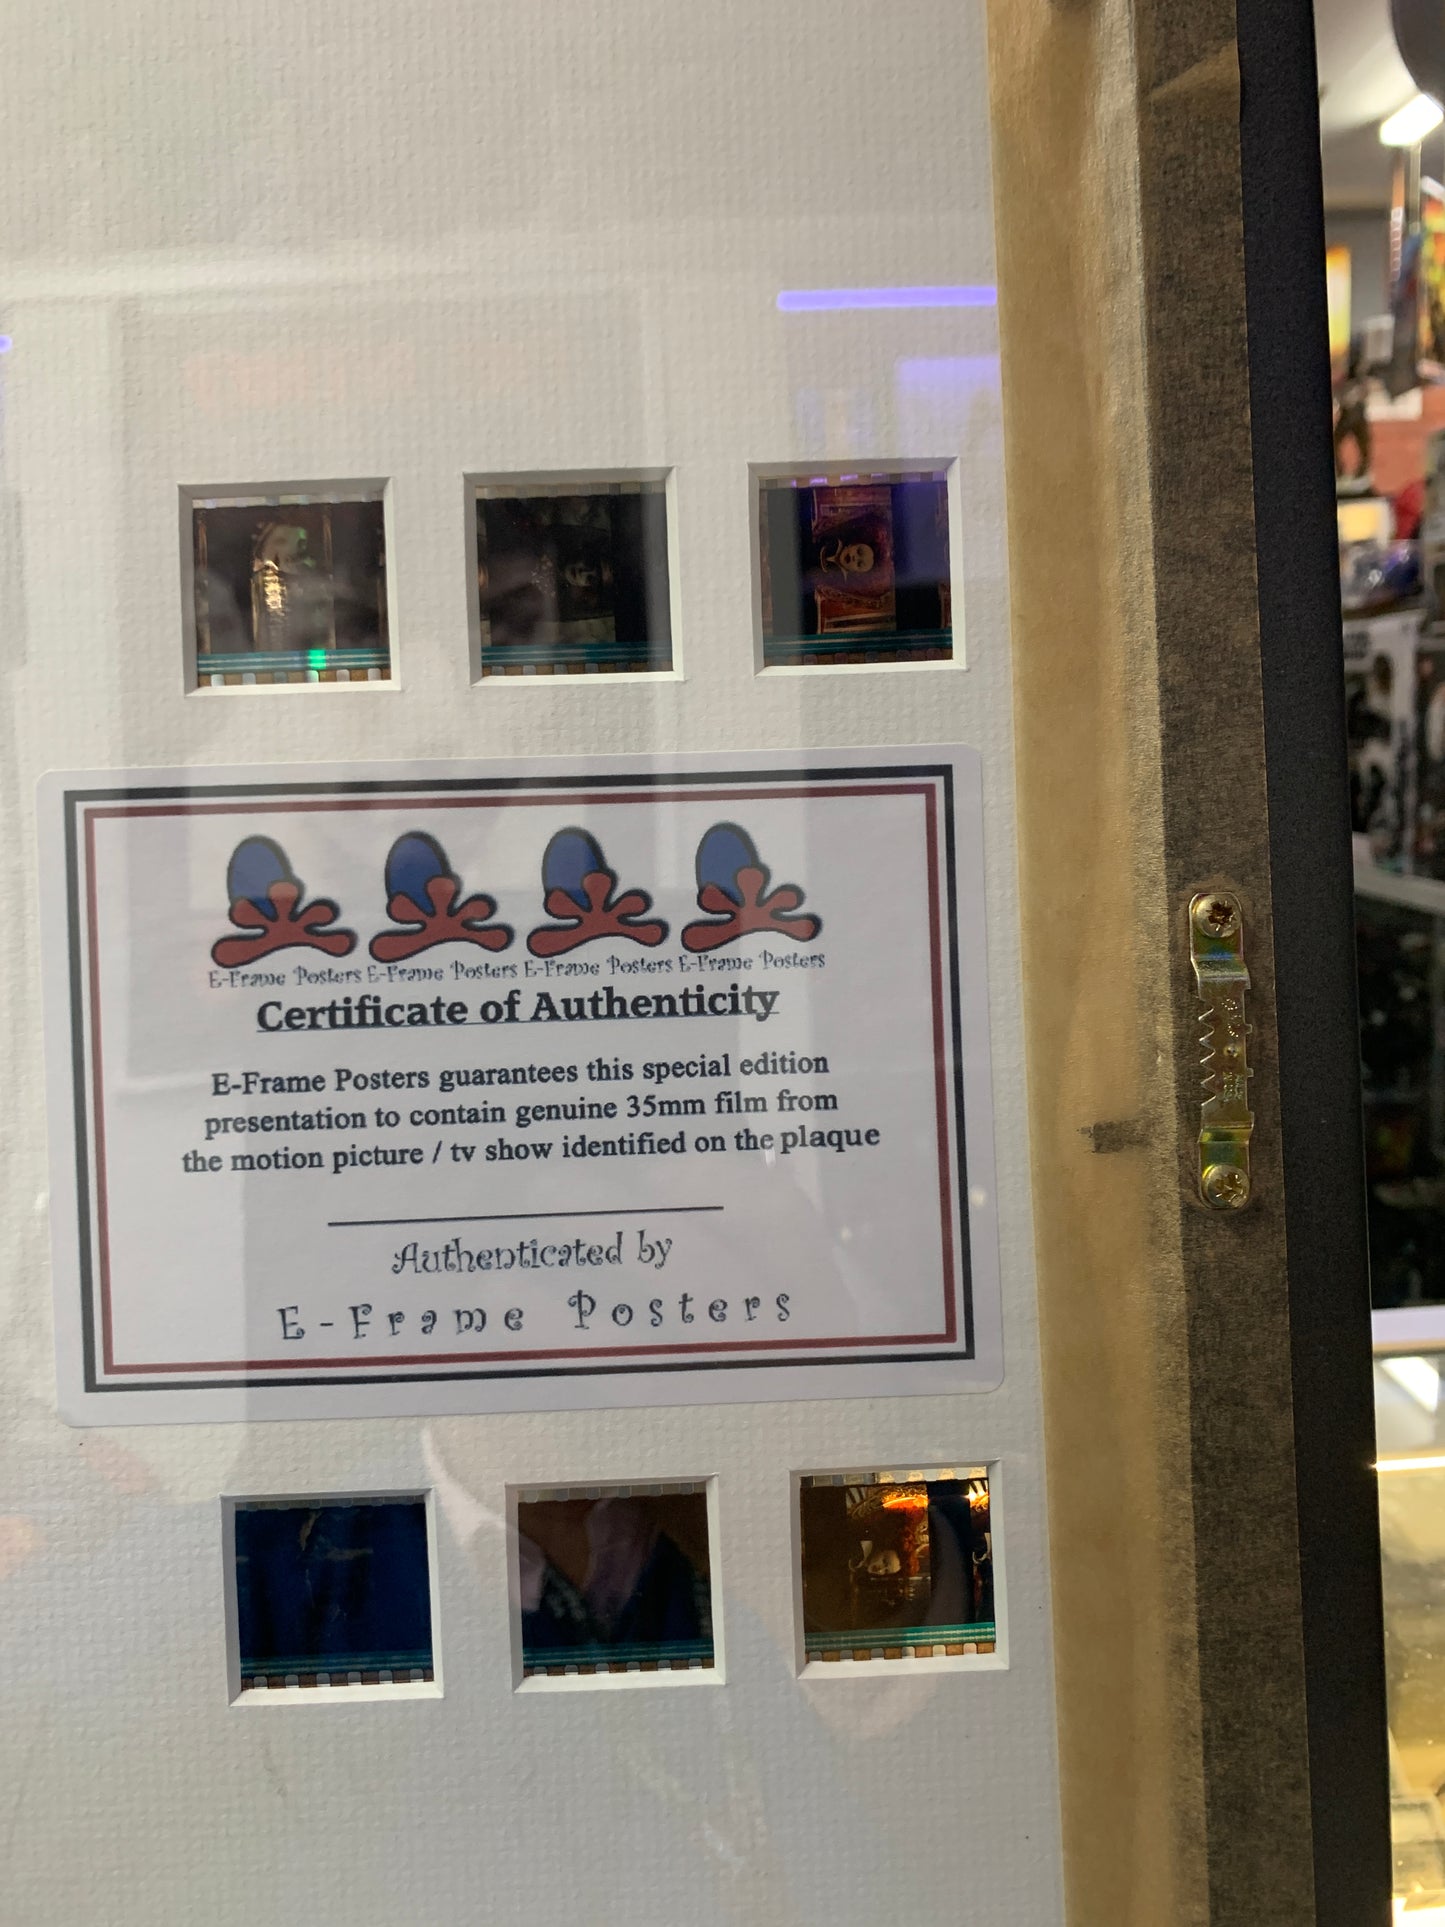 E-Frame Posters E-Frame Posters E-Frame Posters E-Frame Posters
Certificate of Authenticity
E-Frame Posters guarantees this special edition
presentation to contain genuine 35mm film from
the motion picture / tv show identified on the plaque
Authenticated by
E-Frame Posters